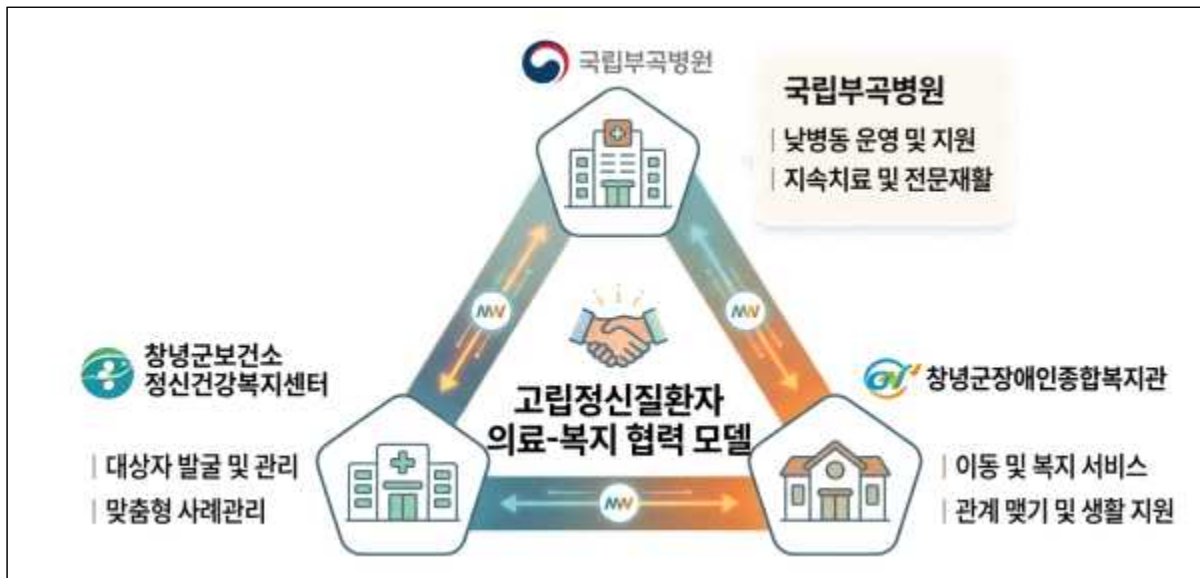 국립부곡병원
국립부곡병원
| 낮병동 운영 및 지원
| 지속치료 및 전문재활
MW
MW
창녕군보건소
정신건강복지센터
| 대상자 발굴 및 관리
| 맞춤형 사례관리
고립정신질환자
의료-복지 협력 모델
창녕군장애인종합복지관
| 이동 및 복지 서비스
| 관계 맺기 및 생활 지원
MW